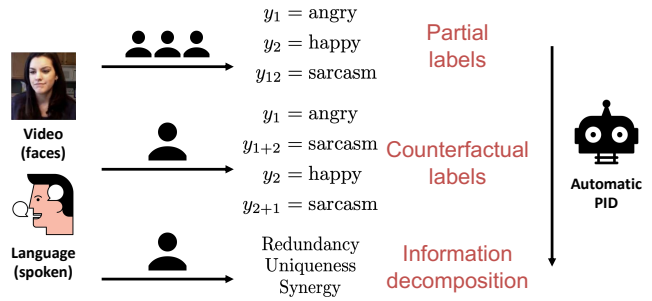 y₁ = angry
y₂ = happy
y₁₂ = sarcasm
Partial
labels
Video
(faces)
y₁ = angry
y₁₊₂ = sarcasm
y₂ = happy
y₂₊₁ = sarcasm
Counterfactual
labels
Automatic
PID
Language
(spoken)
Redundancy
Uniqueness
Synergy
Information
decomposition